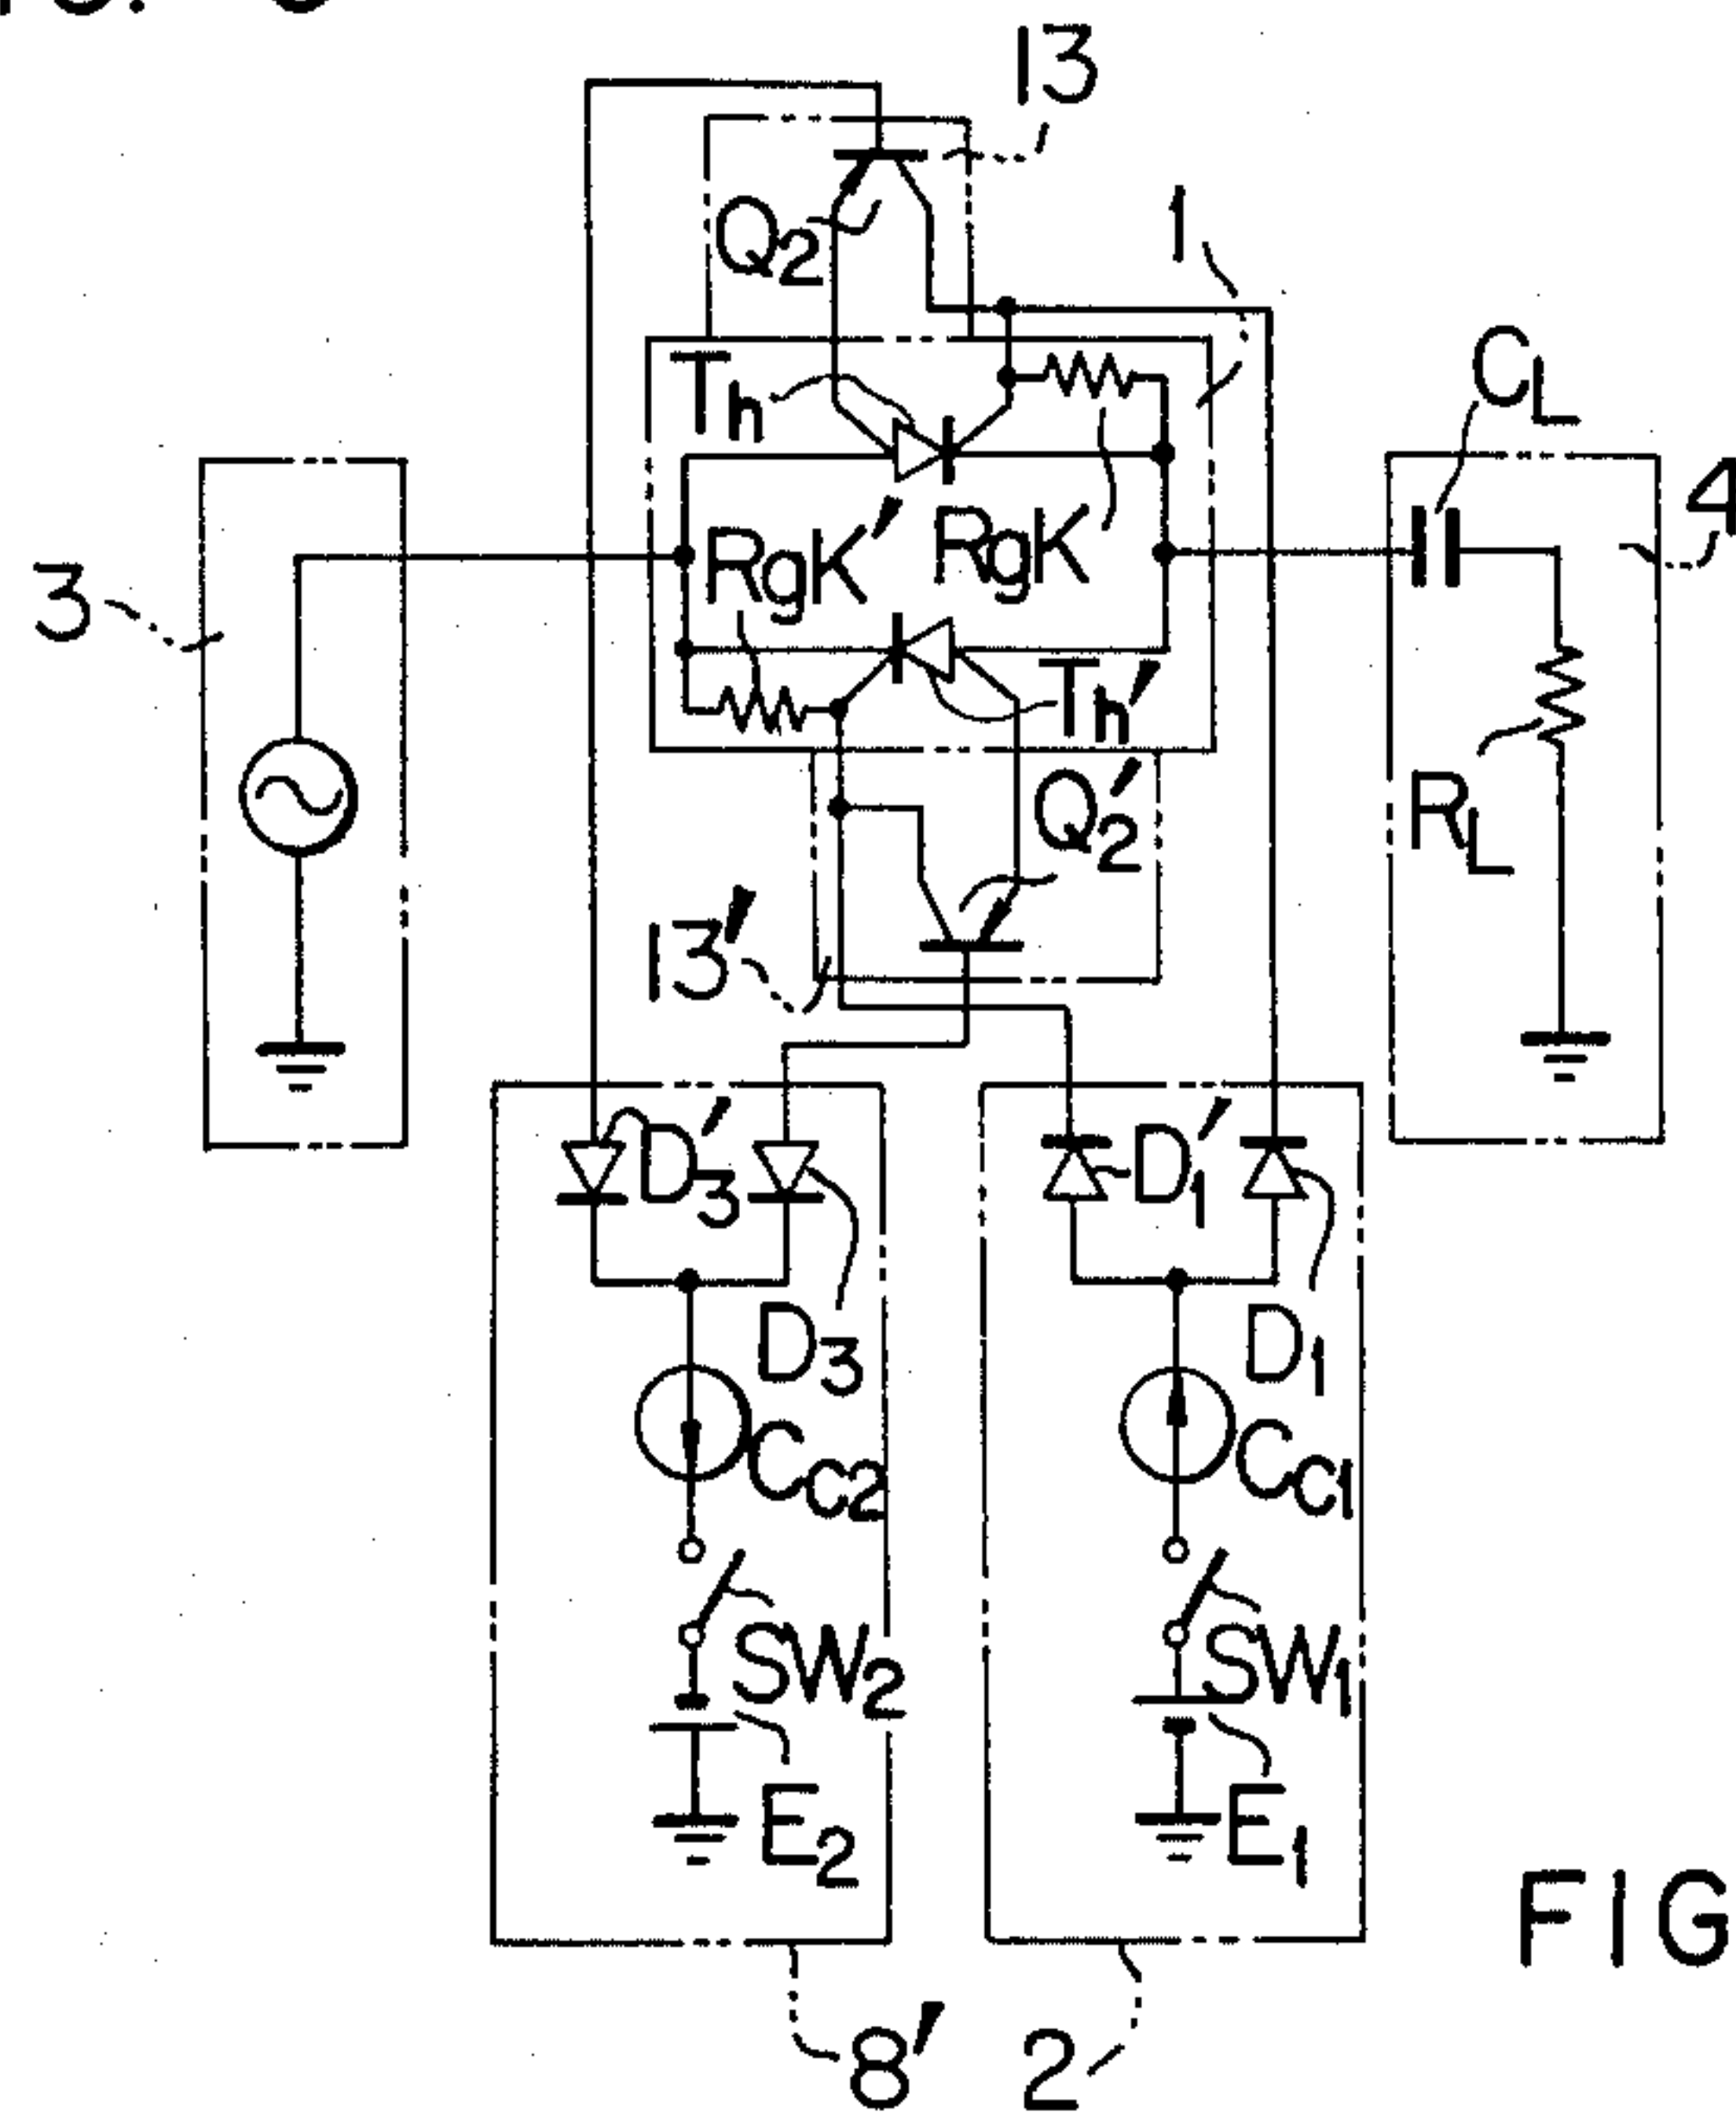 13
Q2
1
Th
CL
4
3
RgK'
RgK
Th'
Q2'
RL
13'
D3'
D1'
D3
D1
CC2
CC1
SW2
SW1
E2
E1
FIG
8'
2